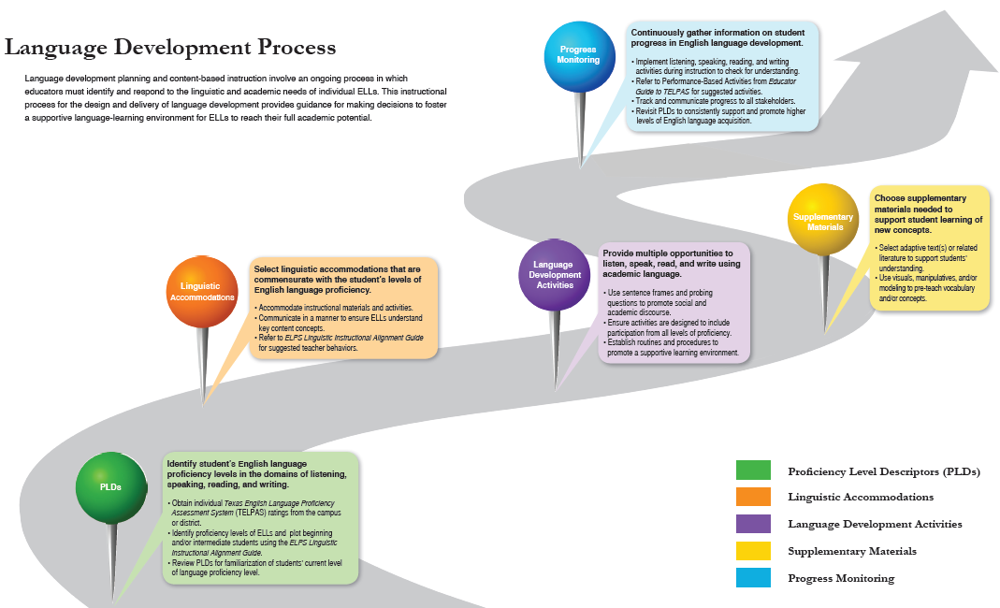 Language Development Process
Language development planning and content-based instruction involve an ongoing process in which
educators must identify and respond to the linguistic and academic needs of individual ELLs. This instructional
process for the design and delivery of language development provides guidance for making decisions to foster
a supportive language-learning environment for ELLs to reach their full academic potential.
Progress
Monitoring
Continuously gather information on student
progress in English language development.
• Implement listening, speaking, reading, and writing
activities during instruction to check for understanding.
• Refer to Performance-Based Activities from Educator
Guide to TELPAS for suggested activities.
• Track and communicate progress to all stakeholders.
• Revisit PLDs to consistently support and promote higher
levels of English language acquisition.
Supplementary
Materials
Choose supplementary
materials needed to
support student learning of
new concepts.
• Select adaptive text(s) or related
literature to support students'
understanding.
• Use visuals, manipulatives, and/or
modeling to pre-teach vocabulary
and/or concepts.
Language
Development
Activities
Provide multiple opportunities to
listen, speak, read, and write using
academic language.
• Use sentence frames and probing
questions to promote social and
academic discourse.
• Ensure activities are designed to include
participation from all levels of proficiency.
• Establish routines and procedures to
promote a supportive learning environment.
Linguistic
Accommodations
Select linguistic accommodations that are
commensurate with the student's levels of
English language proficiency.
• Accommodate instructional materials and activities.
• Communicate in a manner to ensure ELLs understand
key content concepts.
• Refer to ELPS Linguistic Instructional Alignment Guide
for suggested teacher behaviors.
PLDs
Identify student's English language
proficiency levels in the domains of listening,
speaking, reading, and writing.
• Obtain individual Texas English Language Proficiency
Assessment System (TELPAS) ratings from the campus
or district.
• Identify proficiency levels of ELLs and plot beginning
and/or intermediate students using the ELPS Linguistic
Instructional Alignment Guide.
• Review PLDs for familiarization of students' current level
of language proficiency level.
Proficiency Level Descriptors (PLDs)
Linguistic Accommodations
Language Development Activities
Supplementary Materials
Progress Monitoring